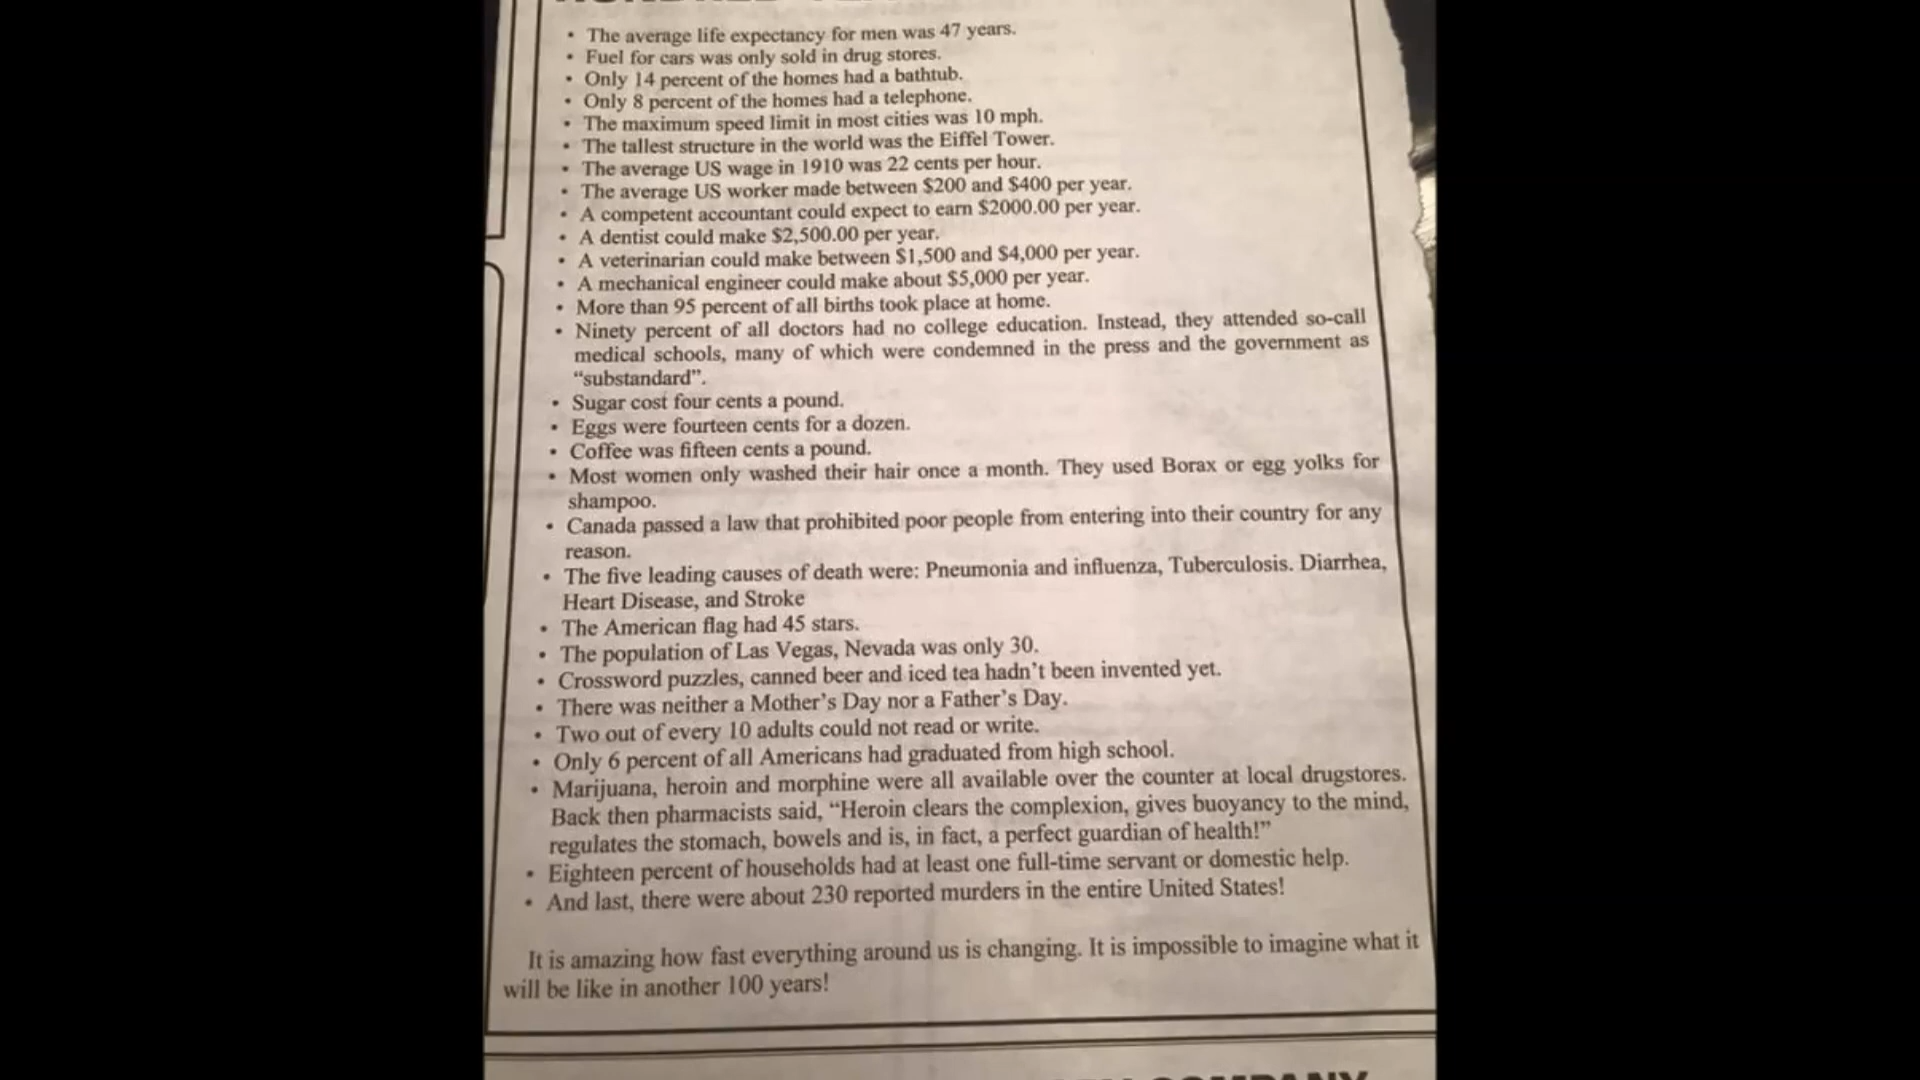 • The average life expectancy for men was 47 years.
• Fuel for cars was only sold in drug stores.
• Only 14 percent of the homes had a bathtub.
• Only 8 percent of the homes had a telephone.
• The maximum speed limit in most cities was 10 mph.
• The tallest structure in the world was the Eiffel Tower.
• The average US wage in 1910 was 22 cents per hour.
• The average US worker made between $200 and $400 per year.
• A competent accountant could expect to earn $2000.00 per year.
• A dentist could make $2,500.00 per year.
• A veterinarian could make between $1,500 and $4,000 per year.
• A mechanical engineer could make about $5,000 per year.
• More than 95 percent of all births took place at home.
• Ninety percent of all doctors had no college education. Instead, they attended so-call
medical schools, many of which were condemned in the press and the government as
“substandard”.
• Sugar cost four cents a pound.
• Eggs were fourteen cents for a dozen.
• Coffee was fifteen cents a pound.
• Most women only washed their hair once a month. They used Borax or egg yolks for
shampoo.
• Canada passed a law that prohibited poor people from entering into their country for any
reason.
• The five leading causes of death were: Pneumonia and influenza, Tuberculosis. Diarrhea,
Heart Disease, and Stroke
• The American flag had 45 stars.
• The population of Las Vegas, Nevada was only 30.
• Crossword puzzles, canned beer and iced tea hadn’t been invented yet.
• There was neither a Mother’s Day nor a Father’s Day.
• Two out of every 10 adults could not read or write.
• Only 6 percent of all Americans had graduated from high school.
• Marijuana, heroin and morphine were all available over the counter at local drugstores.
Back then pharmacists said, “Heroin clears the complexion, gives buoyancy to the mind,
regulates the stomach, bowels and is, in fact, a perfect guardian of health!”
• Eighteen percent of households had at least one full-time servant or domestic help.
• And last, there were about 230 reported murders in the entire United States!
It is amazing how fast everything around us is changing. It is impossible to imagine what it
will be like in another 100 years!
COMPANY